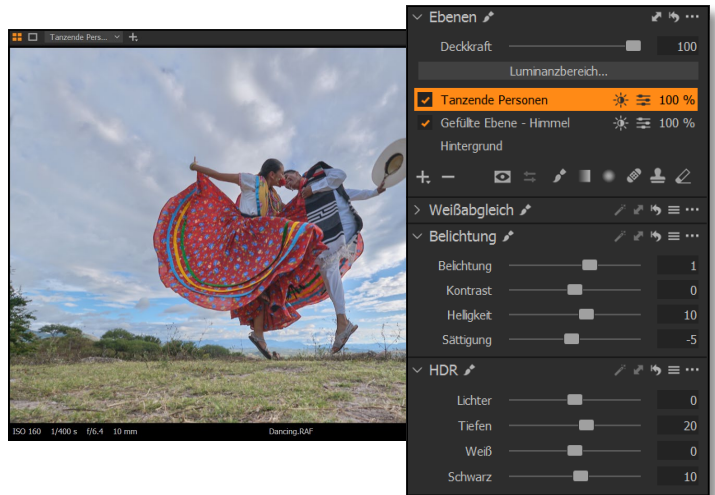 Tanzende Pers...
ISO 160 1/400 s f/6.4 10 mm Dancing.RAF
Ebenen
Deckkraft 100
Luminanzbereich...
Tanzende Personen 100 %
Gefüllte Ebene - Himmel 100 %
Hintergrund
Weißabgleich
Belichtung
Belichtung 1
Kontrast 0
Helligkeit 10
Sättigung -5
HDR
Lichter 0
Tiefen 20
Weiß 0
Schwarz 10